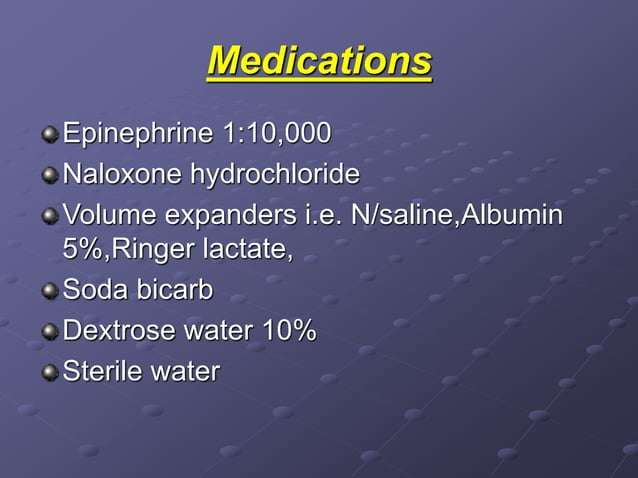 Medications
Epinephrine 1:10,000
Naloxone hydrochloride
Volume expanders i.e. N/saline,Albumin
5%,Ringer lactate,
Soda bicarb
Dextrose water 10%
Sterile water